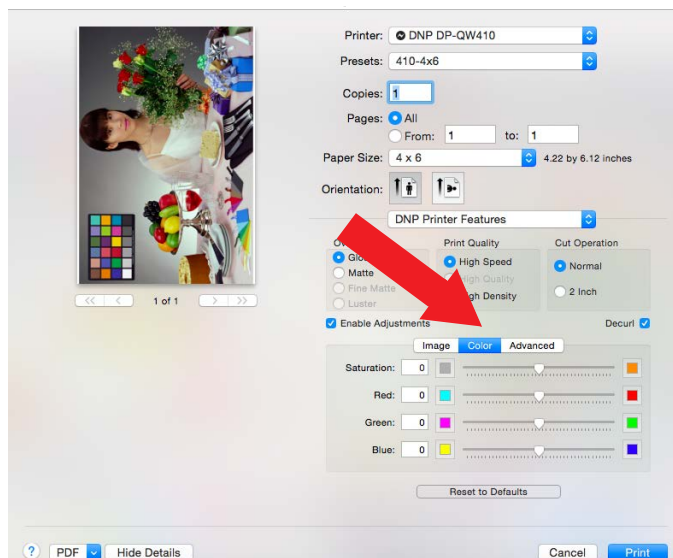 Printer: DNP DP-QW410
Presets: 410-4x6
Copies: 1
Pages: All
From: 1 to: 1
Paper Size: 4 x 6 4.22 by 6.12 inches
Orientation:
DNP Printer Features
Print Quality Cut Operation
High Speed Normal
Matte High Quality
Fine Matte High Density 2 Inch
Luster
<< < 1 of 1 > >>
Enable Adjustments Decurl
Image Color Advanced
Saturation: 0
Red: 0
Green: 0
Blue: 0
Reset to Defaults
? PDF Hide Details Cancel Print